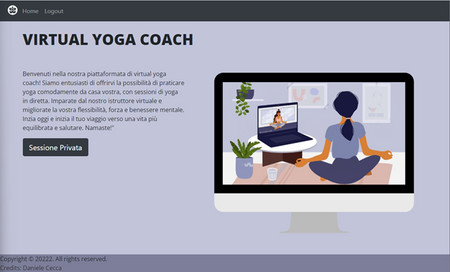 Home Logout
VIRTUAL YOGA COACH
Benvenuti nella nostra piattaformata di virtual yoga
coach! Siamo entusiasti di offrirvi la possibilità di praticare
yoga comodamente da casa vostra, con sessioni di yoga
in diretta. Imparate dal nostro istruttore virtuale e
migliorate la vostra flessibilità, forza e benessere mentale.
Inzia oggi e inizia il tuo viaggio verso una vita più
equilibrata e salutare. Namaste!"
Sessione Privata
Copyright © 20222. All rights reserved.
Credits: Daniele Cecca